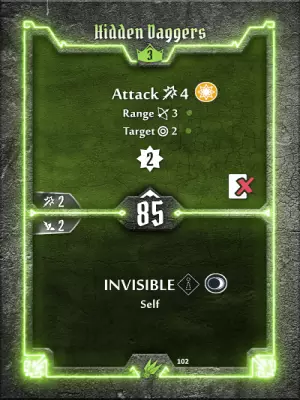 Hidden Daggers
3
Attack 4
Range 3
Target 2
2
2
85
2
INVISIBLE
Self
102